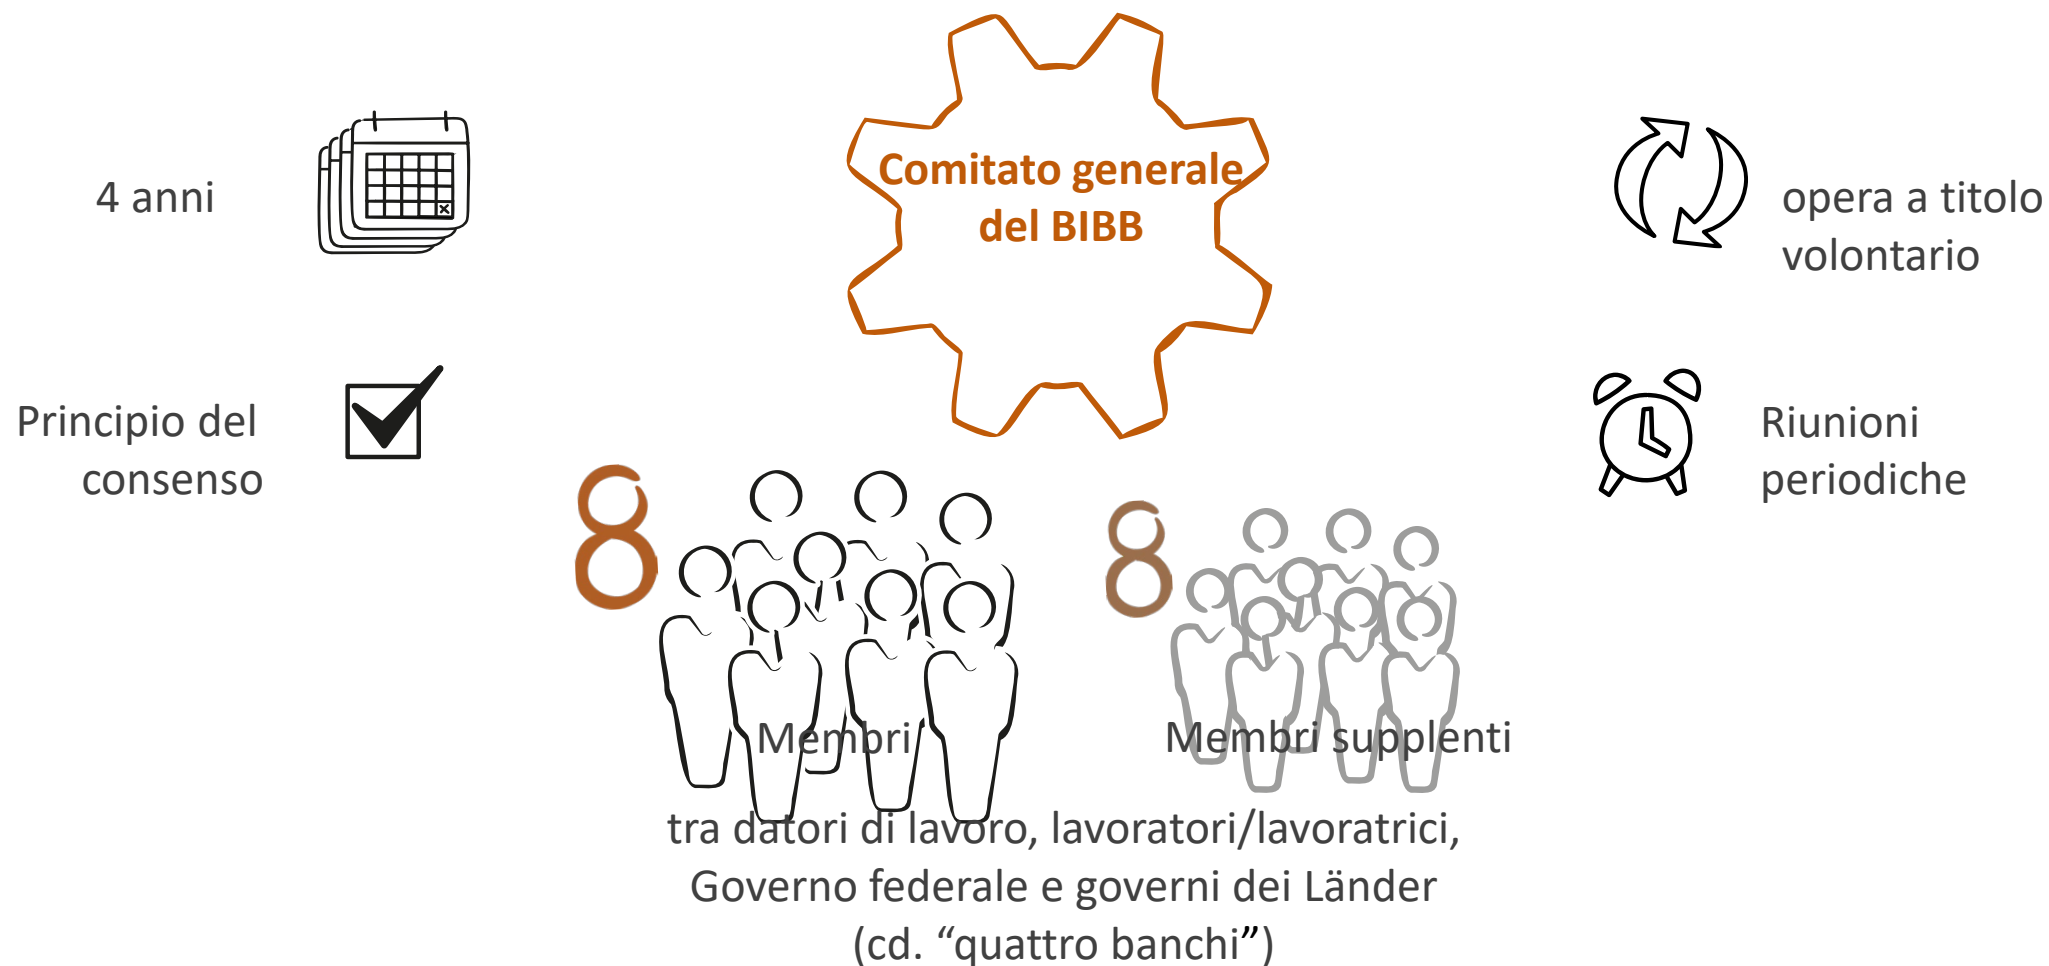 Comitato generale
del BIBB
4 anni
opera a titolo
volontario
Principio del
consenso
Riunioni
periodiche
8
8
Membri
Membri supplenti
tra datori di lavoro, lavoratori/lavoratrici,
Governo federale e governi dei Länder
(cd. “quattro banchi”)